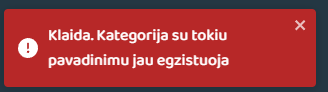 Klaida. Kategorija su tokiu
pavadinimu jau egzistuoja